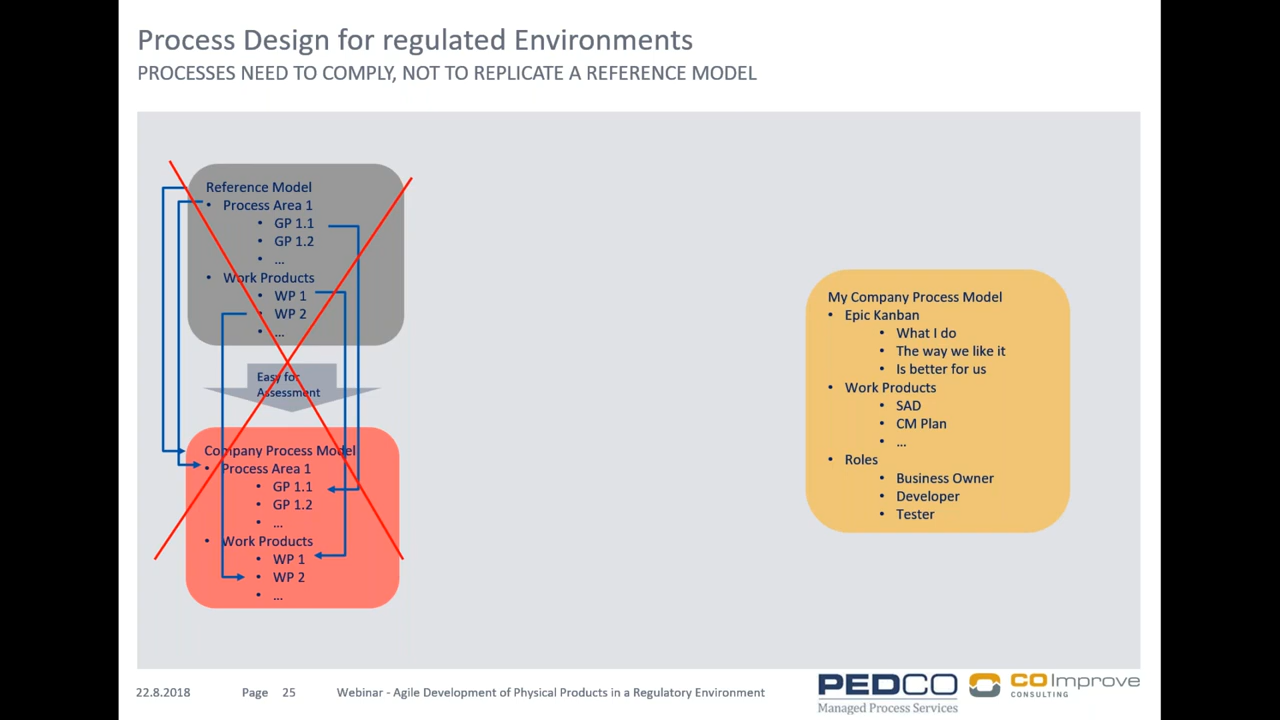 Process Design for regulated Environments
PROCESSES NEED TO COMPLY, NOT TO REPLICATE A REFERENCE MODEL
Reference Model
• Process Area 1
• GP 1.1
• GP 1.2
• ...
• Work Products
• WP 1
• WP 2
• ...
Easy for
Assessment
Company Process Model
• Process Area 1
• GP 1.1
• GP 1.2
• ...
• Work Products
• WP 1
• WP 2
• ...
My Company Process Model
• Epic Kanban
• What I do
• The way we like it
• Is better for us
• Work Products
• SAD
• CM Plan
• ...
• Roles
• Business Owner
• Developer
• Tester
22.8.2018 Page 25 Webinar - Agile Development of Physical Products in a Regulatory Environment
PEDCO
Managed Process Services
COImprove
CONSULTING